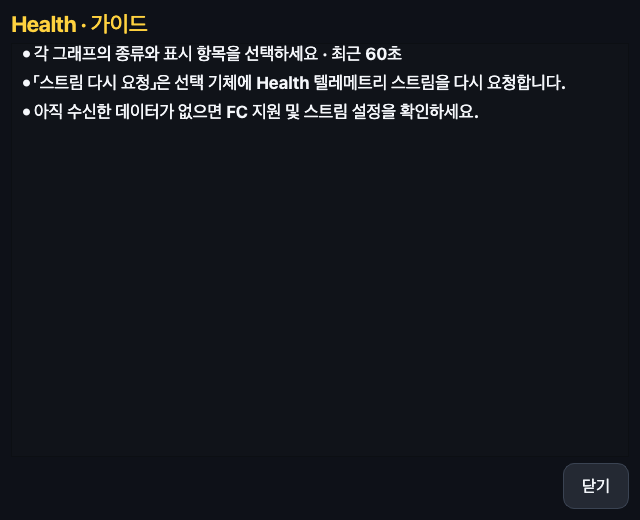 Health · 가이드
• 각 그래프의 종류와 표시 항목을 선택하세요 · 최근 60초
• 「스트림 다시 요청」은 선택 기체에 Health 텔레메트리 스트림을 다시 요청합니다.
• 아직 수신한 데이터가 없으면 FC 지원 및 스트림 설정을 확인하세요.
닫기